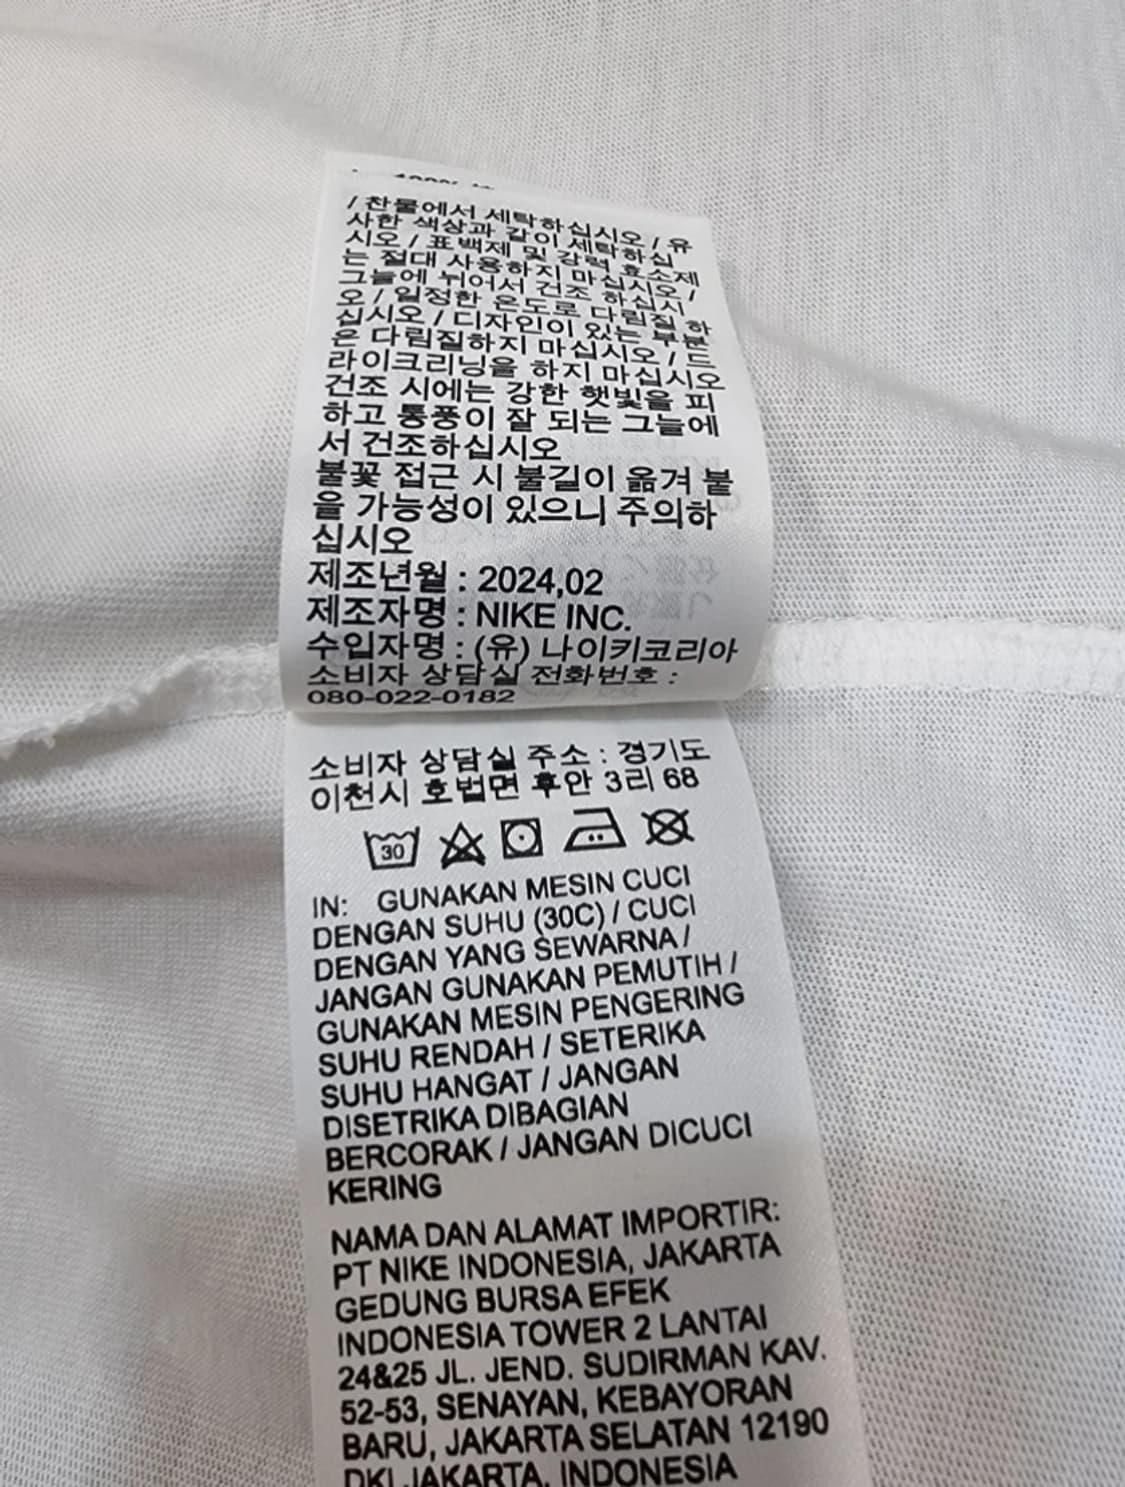 / 찬물에서 세탁하십시오 / 유
사한 색상과 같이 세탁하십
시오 / 표백제 및 강력 효소제
는 절대 사용하지 마십시오 /
그늘에 뉘어서 건조 하십시
오 / 일정한 온도로 다림질 하
십시오 / 디자인이 있는 부분
은 다림질하지 마십시오 / 드
라이크리닝을 하지 마십시오
건조 시에는 강한 햇빛을 피
하고 통풍이 잘 되는 그늘에
서 건조하십시오
불꽃 접근 시 불길이 옮겨 붙
을 가능성이 있으니 주의하
십시오
제조년월 : 2024,02
제조자명 : NIKE INC.
수입자명 : (유) 나이키코리아
소비자 상담실 전화번호 :
080-022-0182
소비자 상담실 주소 : 경기도
이천시 호법면 후안 3리 68
30
IN: GUNAKAN MESIN CUCI
DENGAN SUHU (30C) / CUCI
DENGAN YANG SEWARNA /
JANGAN GUNAKAN PEMUTIH /
GUNAKAN MESIN PENGERING
SUHU RENDAH / SETERIKA
SUHU HANGAT / JANGAN
DISETRIKA DIBAGIAN
BERCORAK / JANGAN DICUCI
KERING
NAMA DAN ALAMAT IMPORTIR:
PT NIKE INDONESIA, JAKARTA
GEDUNG BURSA EFEK
INDONESIA TOWER 2 LANTAI
24&25 JL. JEND. SUDIRMAN KAV.
52-53, SENAYAN, KEBAYORAN
BARU, JAKARTA SELATAN 12190
DKI JAKARTA, INDONESIA